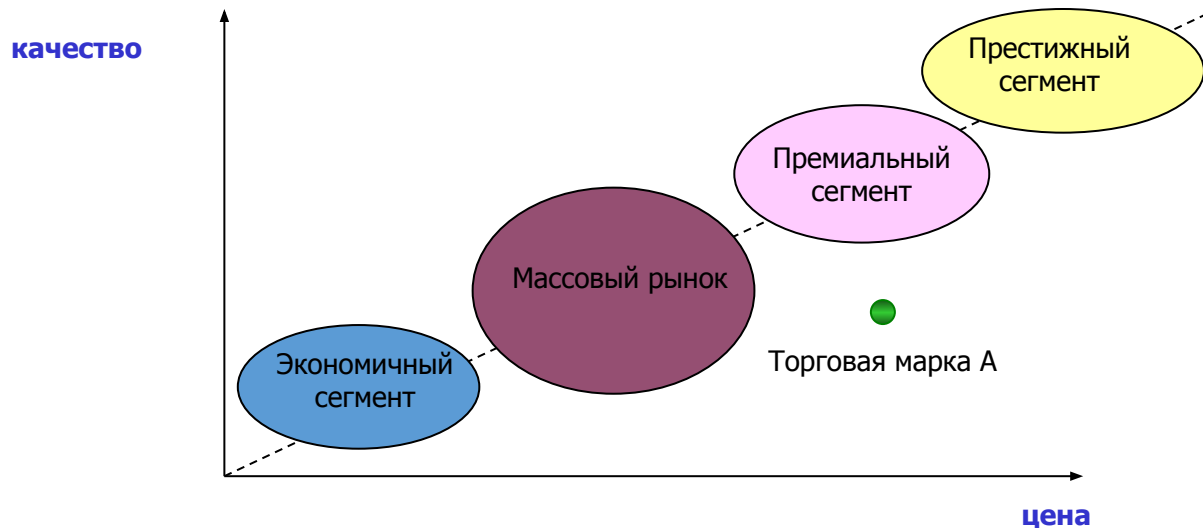 качество
Престижный
сегмент
Премиальный
сегмент
Массовый рынок
Экономичный
сегмент
Торговая марка А
цена